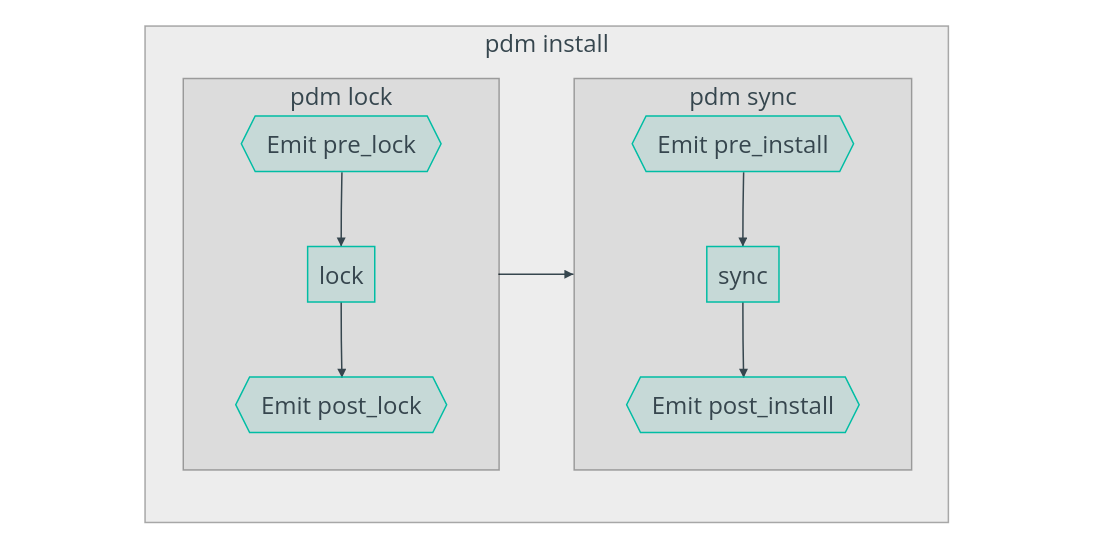 pdm install
pdm lock
Emit pre_lock
lock
Emit post_lock
pdm sync
Emit pre_install
sync
Emit post_install